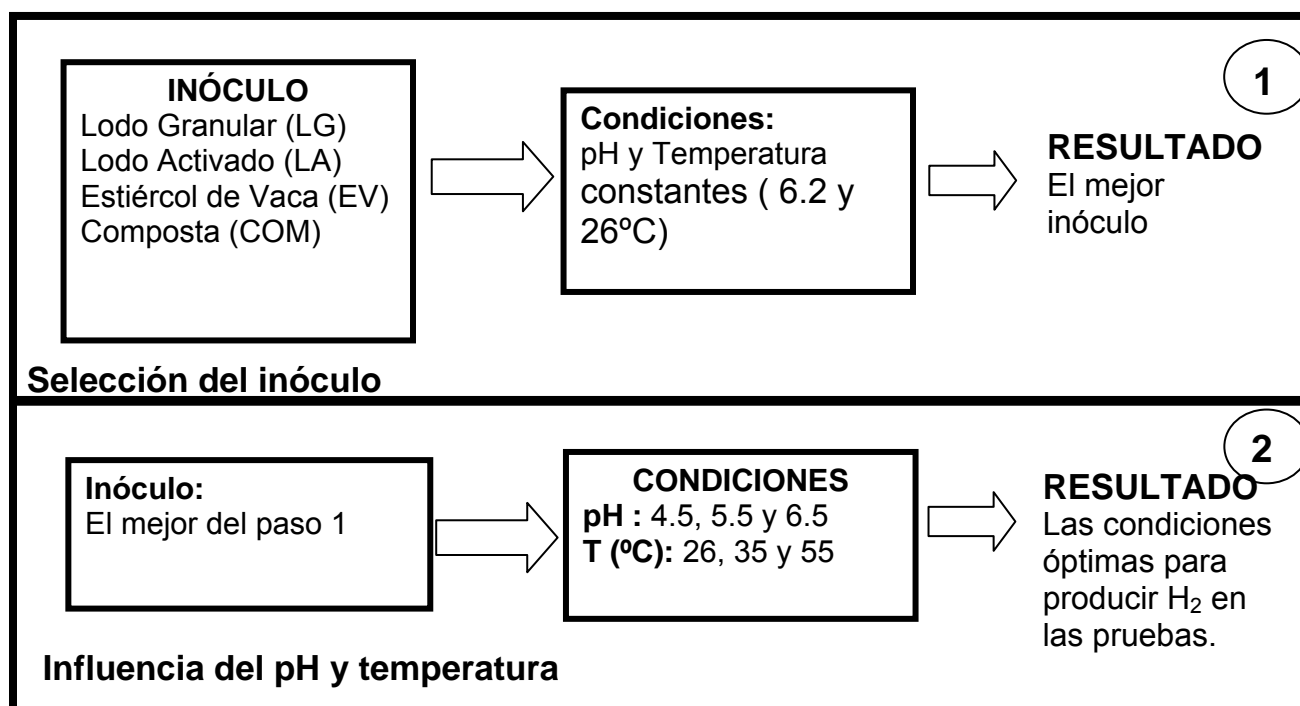 1
INÓCULO
Lodo Granular (LG)
Lodo Activado (LA)
Estiércol de Vaca (EV)
Composta (COM)
Condiciones:
pH y Temperatura
constantes ( 6.2 y
26ºC)
RESULTADO
El mejor
inóculo
Selección del inóculo
2
Inóculo:
El mejor del paso 1
CONDICIONES
pH : 4.5, 5.5 y 6.5
T (ºC): 26, 35 y 55
RESULTADO
Las condiciones
óptimas para
producir H₂ en
las pruebas.
Influencia del pH y temperatura